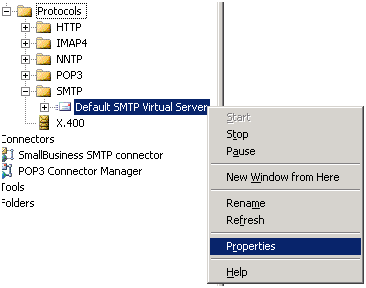 Protocols
HTTP
IMAP4
NNTP
POP3
SMTP
Default SMTP Virtual Server
X.400
Connectors
SmallBusiness SMTP connector
POP3 Connector Manager
Tools
Folders
Start
Stop
Pause
New Window from Here
Rename
Refresh
Properties
Help